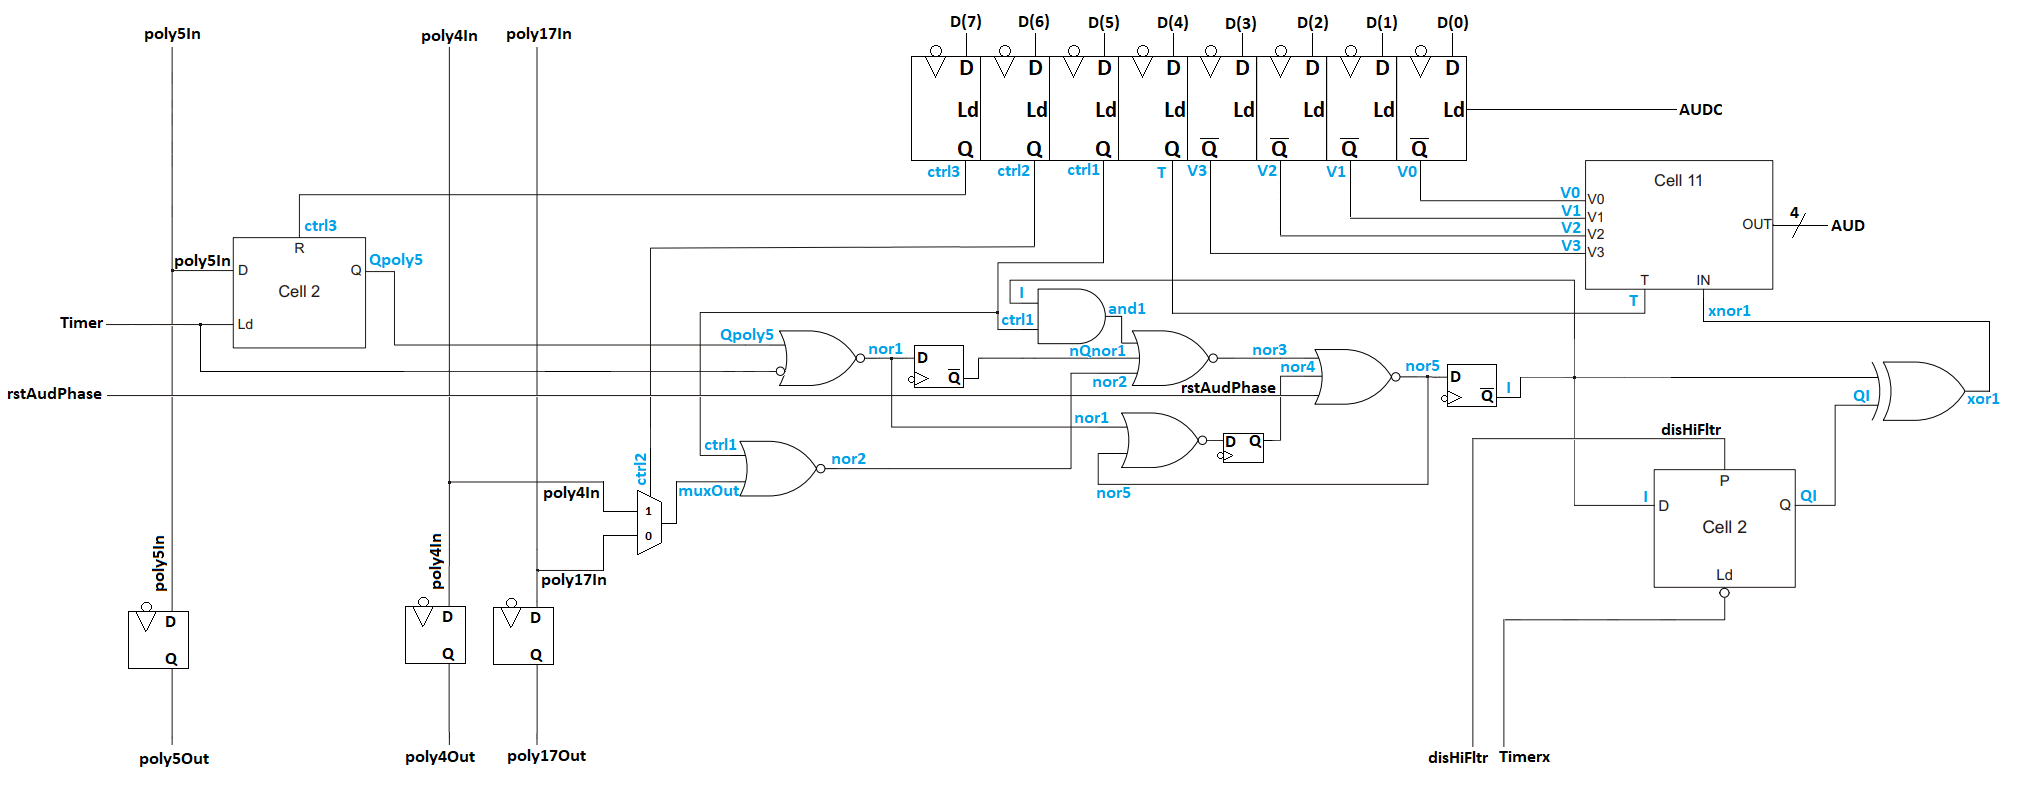 poly5In
poly4In
poly17In
D(7) D(6) D(5) D(4) D(3) D(2) D(1) D(0)
D D D D D D D D
Ld Ld Ld Ld Ld Ld Ld Ld
AUDC
Q Q Q Q Q Q Q Q
ctrl3 ctrl2 ctrl1 T V3 V2 V1 V0
Cell 11
V0 V0
V1 V1
V2 V2
V3 V3
OUT
4
AUD
T IN
T
xnor1
ctrl3
R
poly5In D
Q Qpoly5
Cell 2
Timer
Ld
I
ctrl1
and1
Qpoly5
nor1
D
Q
nQnor1
nor2
nor3
nor4
rstAudPhase
rstAudPhase
nor5
D
Q
I
QI
xor1
nor1
D Q
nor5
ctrl1
muxOut
nor2
ctrl2
poly4In
1
0
poly17In
disHiFltr
P
I D
Q QI
Cell 2
Ld
poly5In
poly4In
D
Q
D
Q
D
Q
poly5Out
poly4Out
poly17Out
disHiFltr
Timerx